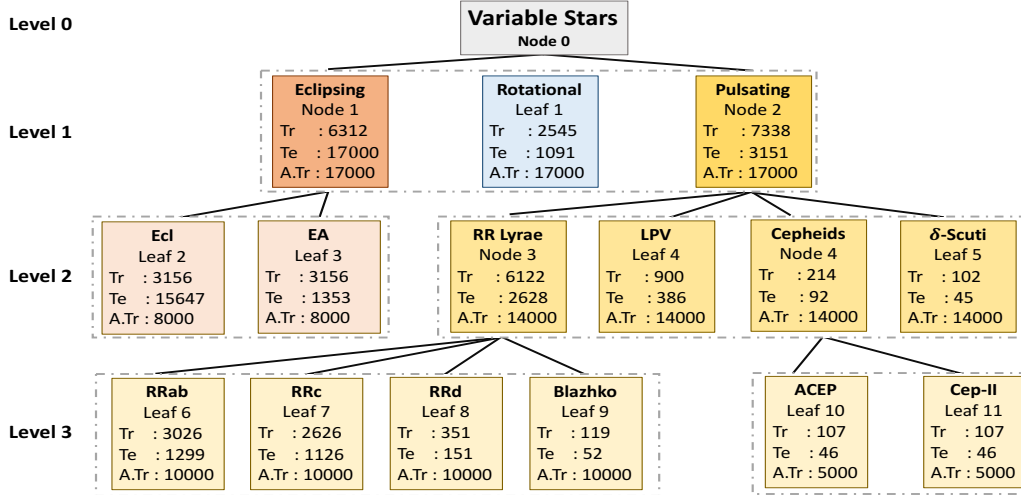 Level 0
Variable Stars
Node 0
Level 1
Eclipsing
Node 1
Tr : 6312
Te : 17000
A.Tr : 17000
Rotational
Leaf 1
Tr : 2545
Te : 1091
A.Tr : 17000
Pulsating
Node 2
Tr : 7338
Te : 3151
A.Tr : 17000
Level 2
Ecl
Leaf 2
Tr : 3156
Te : 15647
A.Tr : 8000
EA
Leaf 3
Tr : 3156
Te : 1353
A.Tr : 8000
RR Lyrae
Node 3
Tr : 6122
Te : 2628
A.Tr : 14000
LPV
Leaf 4
Tr : 900
Te : 386
A.Tr : 14000
Cepheids
Node 4
Tr : 214
Te : 92
A.Tr : 14000
δ-Scuti
Leaf 5
Tr : 102
Te : 45
A.Tr : 14000
Level 3
RRab
Leaf 6
Tr : 3026
Te : 1299
A.Tr : 10000
RRc
Leaf 7
Tr : 2626
Te : 1126
A.Tr : 10000
RRd
Leaf 8
Tr : 351
Te : 151
A.Tr : 10000
Blazhko
Leaf 9
Tr : 119
Te : 52
A.Tr : 10000
ACEP
Leaf 10
Tr : 107
Te : 46
A.Tr : 5000
Cep-II
Leaf 11
Tr : 107
Te : 46
A.Tr : 5000